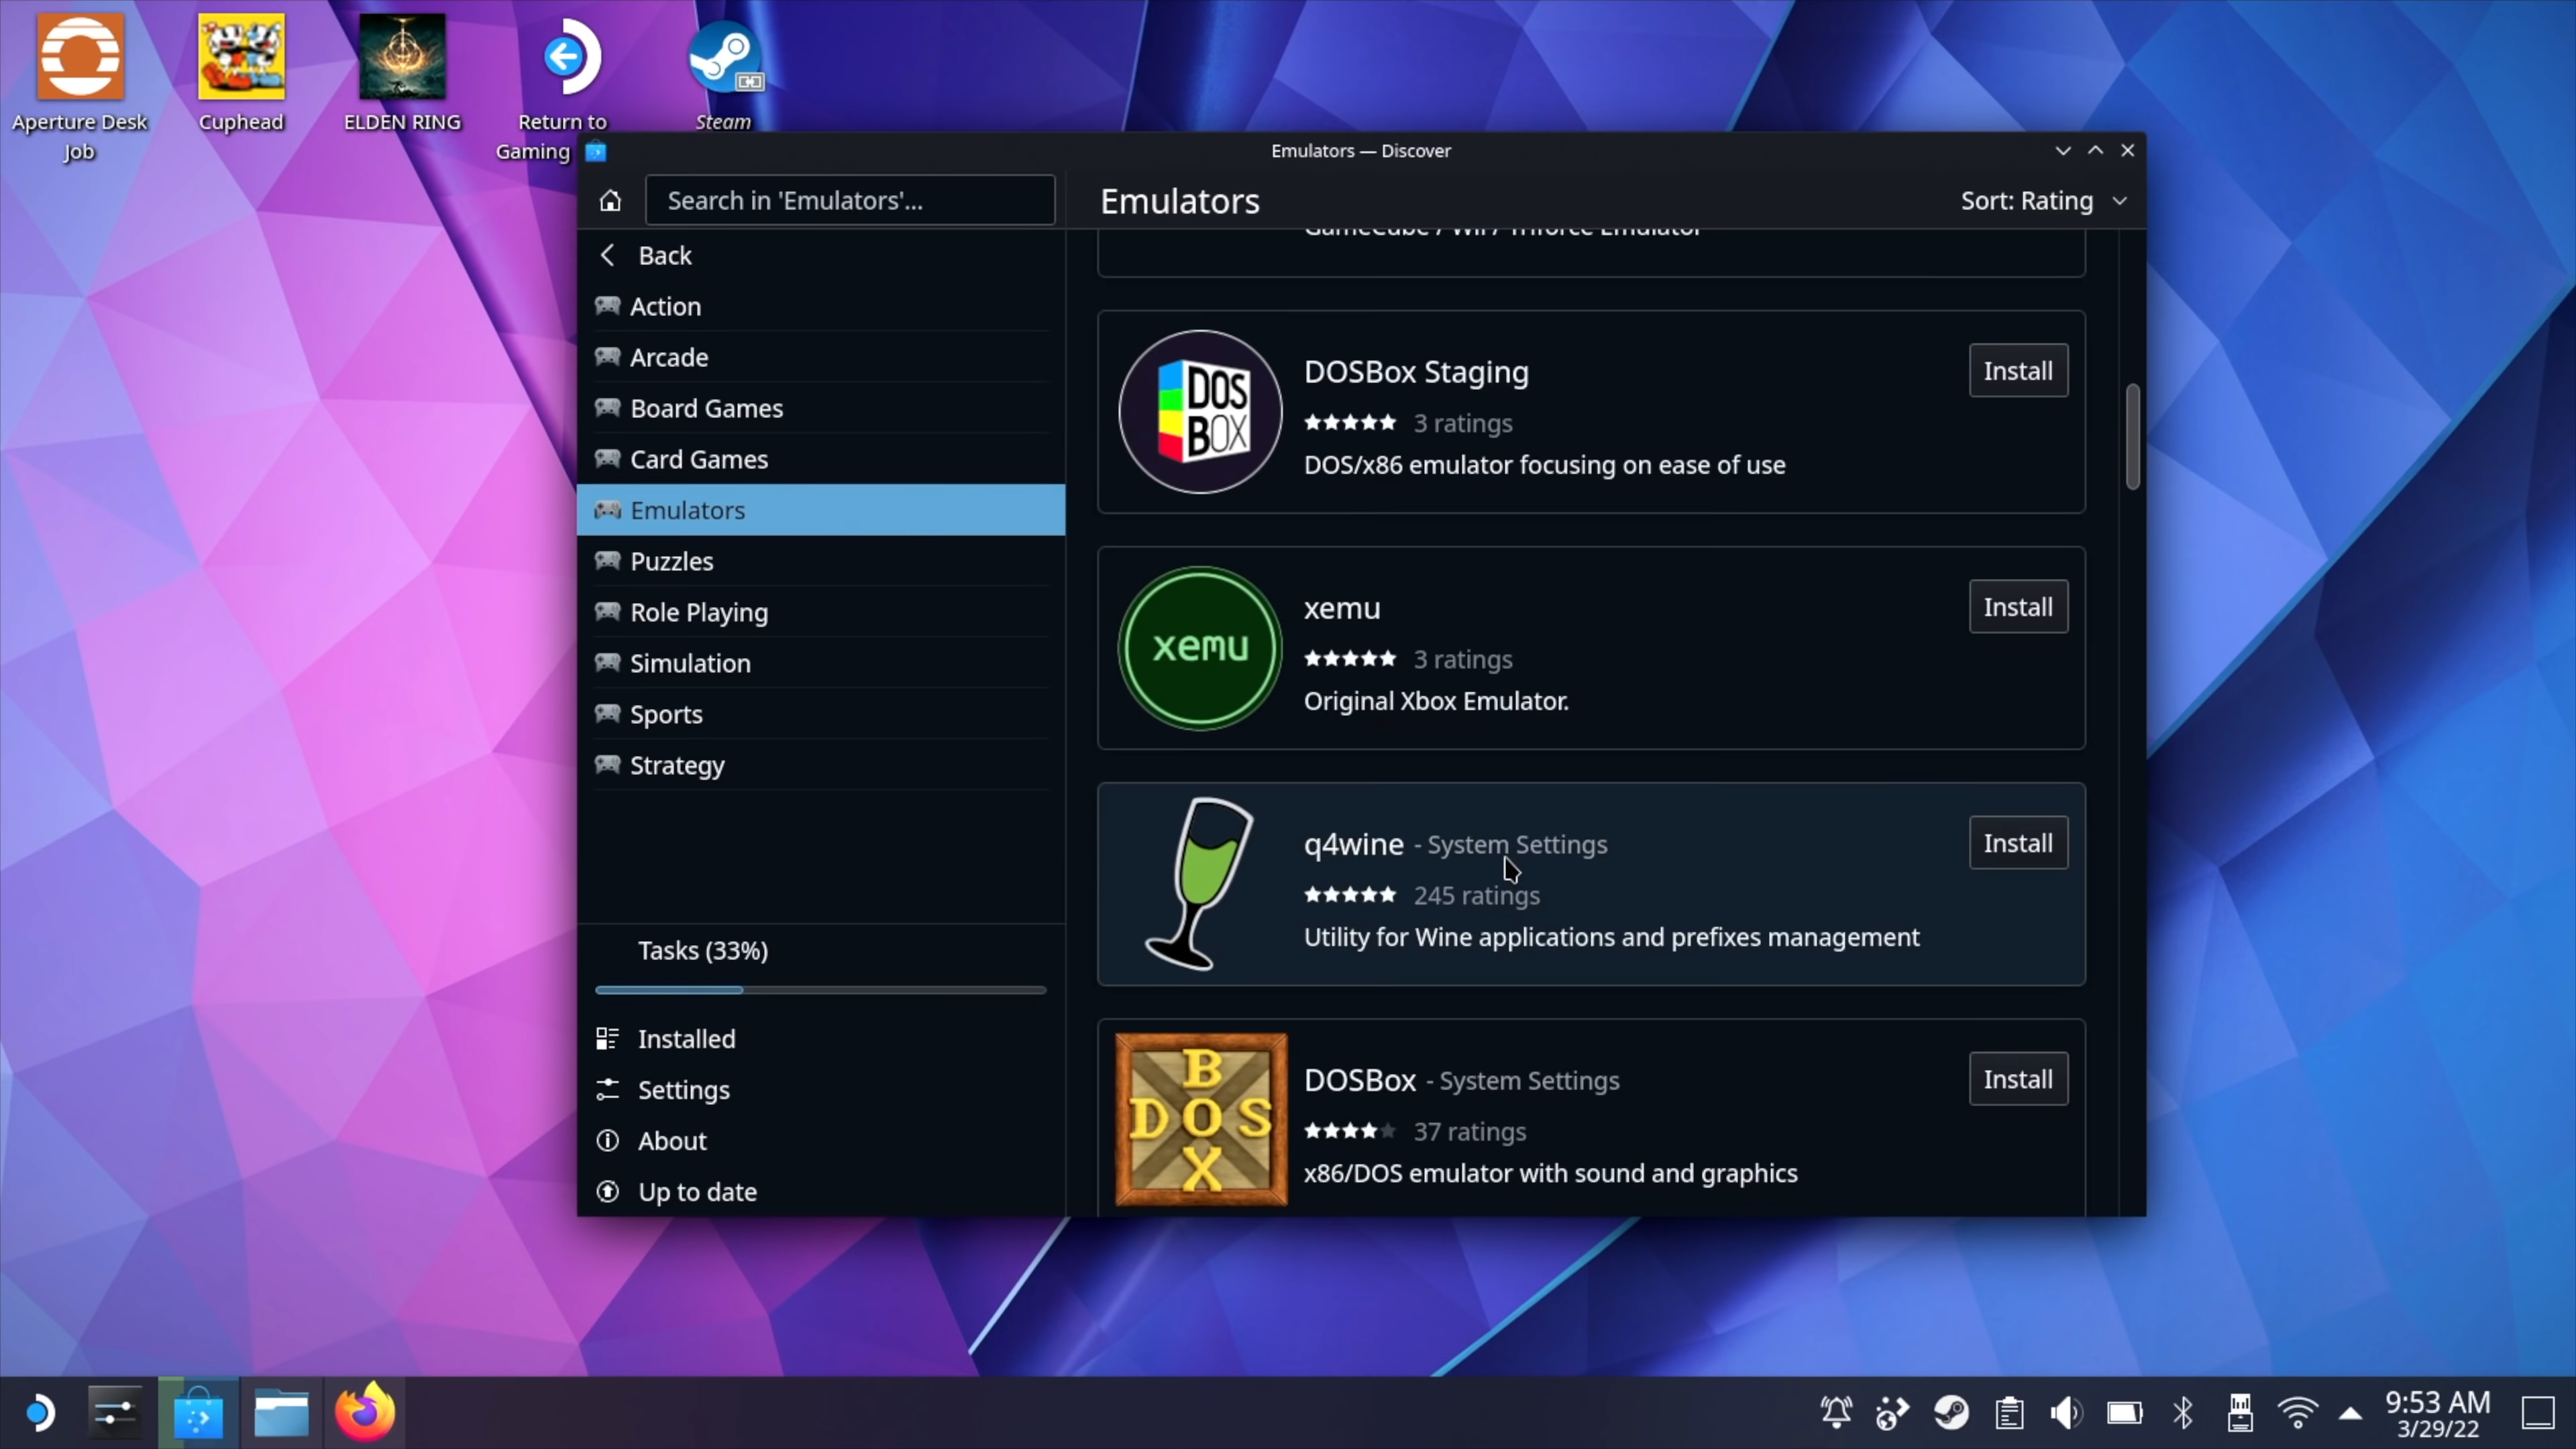 Aperture Desk
Job
Cuphead
ELDEN RING
Return to
Gaming
Steam
Emulators — Discover
Search in 'Emulators'...
Emulators
Sort: Rating
Back
Action
Arcade
Board Games
Card Games
Emulators
Puzzles
Role Playing
Simulation
Sports
Strategy
Tasks (33%)
Installed
Settings
About
Up to date
GameCube / Wii / Triforce Emulator
DOS
BOX
DOSBox Staging
Install
3 ratings
DOS/x86 emulator focusing on ease of use
xemu
xemu
Install
3 ratings
Original Xbox Emulator.
q4wine - System Settings
Install
245 ratings
Utility for Wine applications and prefixes management
B
DOS
X
DOSBox - System Settings
Install
37 ratings
x86/DOS emulator with sound and graphics
9:53 AM
3/29/22